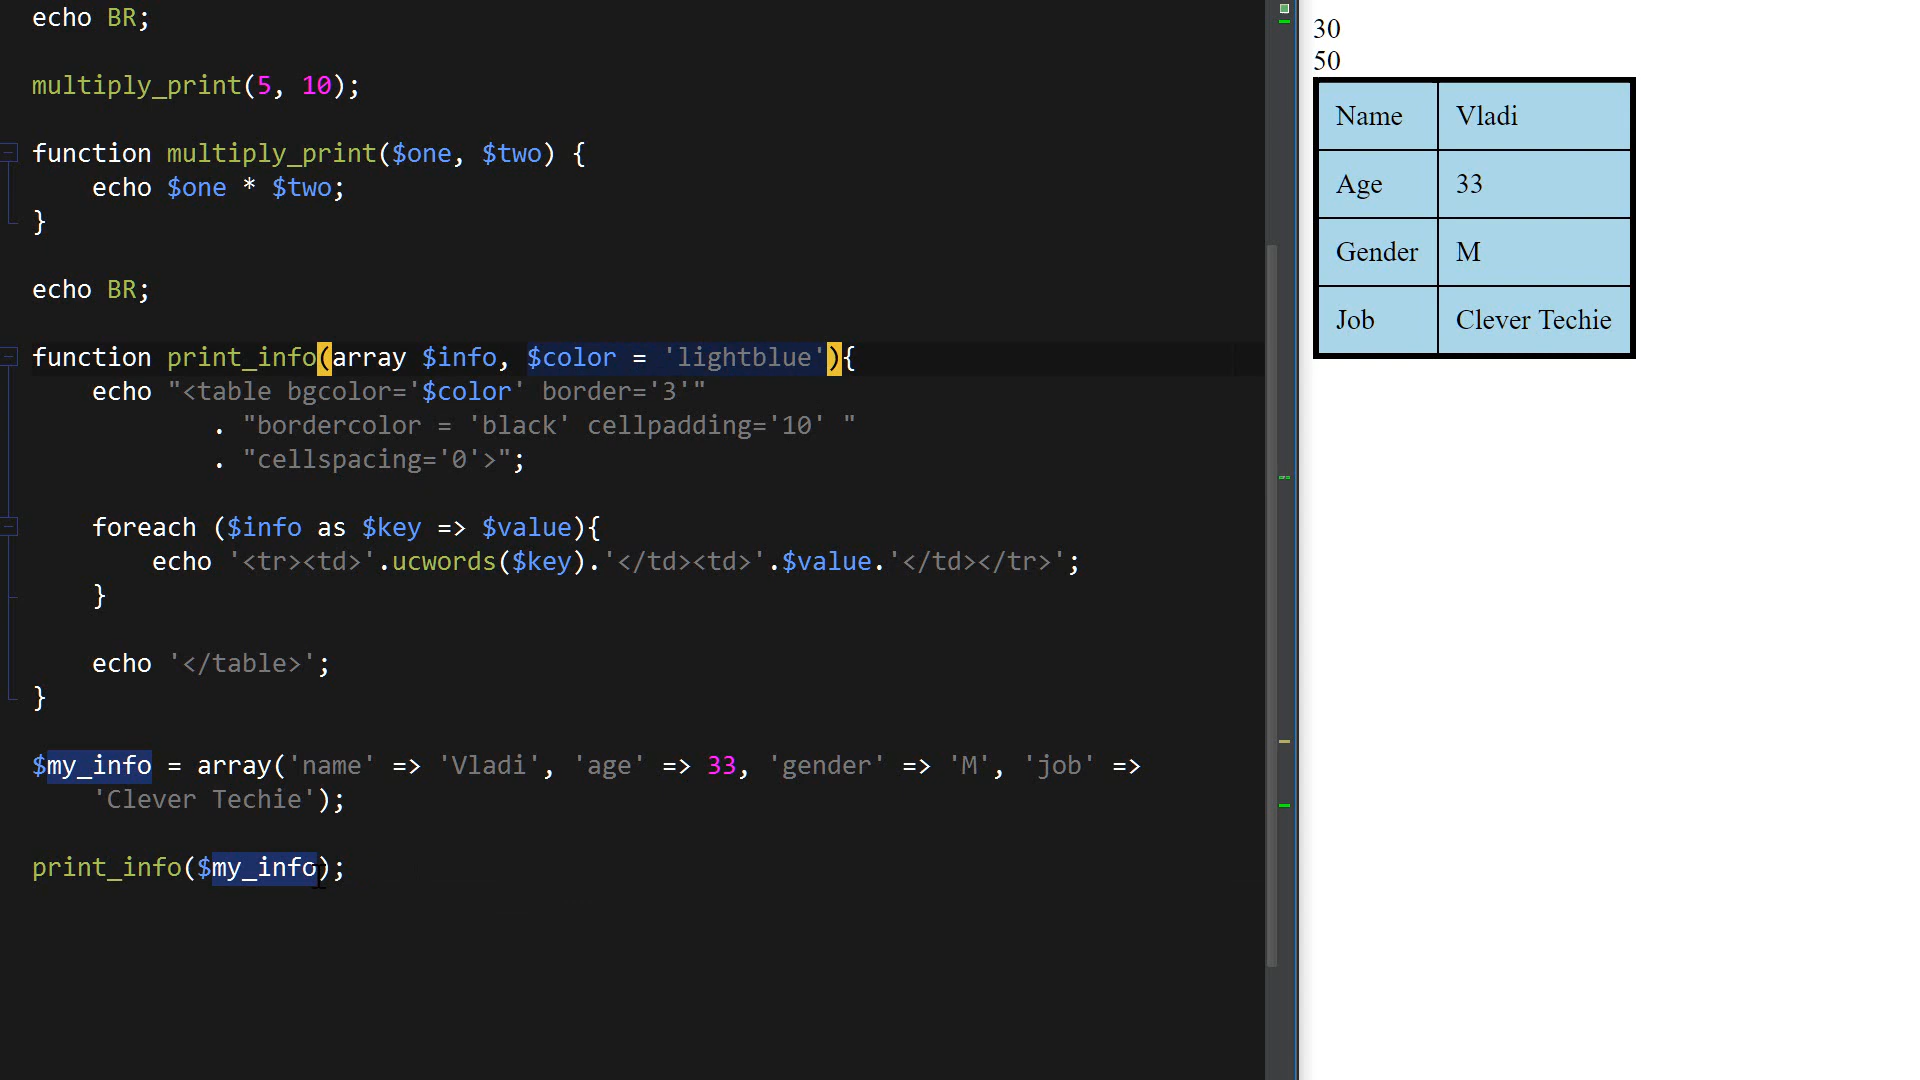 echo BR;
multiply_print(5, 10);
function multiply_print($one, $two) {
echo $one * $two;
}
echo BR;
function print_info(array $info, $color = 'lightblue'){
echo "<table bgcolor='$color' border='3'"
. "bordercolor = 'black' cellpadding='10' "
. "cellspacing='0'>";
foreach ($info as $key => $value){
echo '<tr><td>'.ucwords($key).'</td><td>'.$value.'</td></tr>';
}
echo '</table>';
}
$my_info = array('name' => 'Vladi', 'age' => 33, 'gender' => 'M', 'job' =>
'Clever Techie');
print_info($my_info);
30
50
Name Vladi
Age 33
Gender M
Job Clever Techie